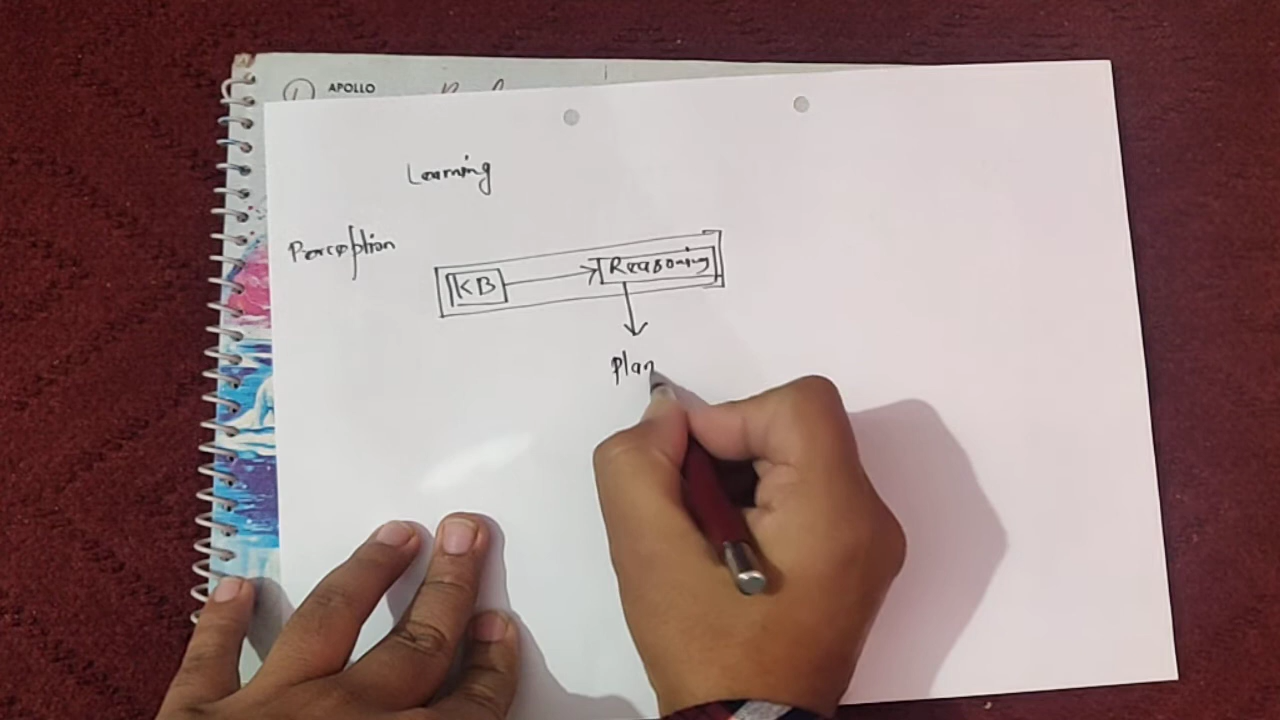 APOLLO
Learning
Perception
KB
Reasoning
Plan